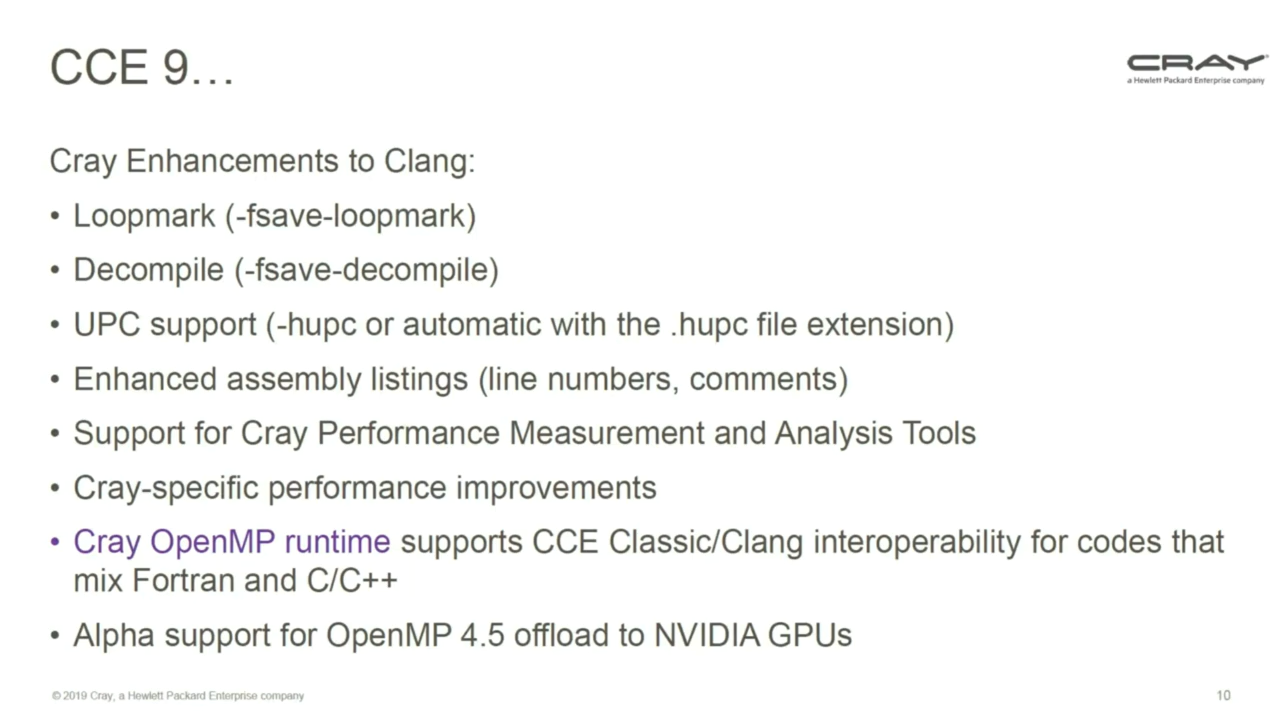 CCE 9…
CRAY
a Hewlett Packard Enterprise company
Cray Enhancements to Clang:
• Loopmark (-fsave-loopmark)
• Decompile (-fsave-decompile)
• UPC support (-hupc or automatic with the .hupc file extension)
• Enhanced assembly listings (line numbers, comments)
• Support for Cray Performance Measurement and Analysis Tools
• Cray-specific performance improvements
• Cray OpenMP runtime supports CCE Classic/Clang interoperability for codes that
mix Fortran and C/C++
• Alpha support for OpenMP 4.5 offload to NVIDIA GPUs
© 2019 Cray, a Hewlett Packard Enterprise company
10